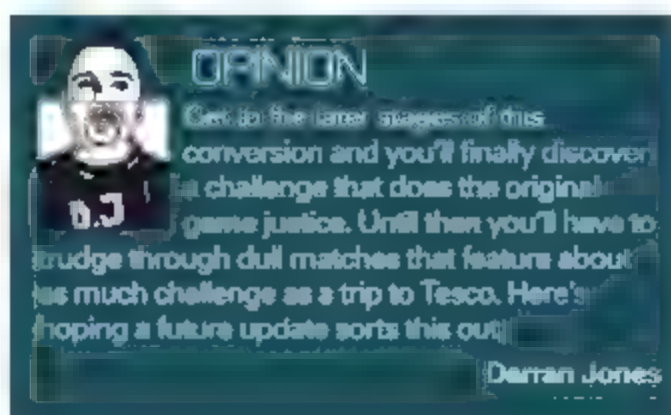 OPINION
Get to the later stages of this
conversion and you'll finally discover
a challenge that does the original
game justice. Until then you'll have to
trudge through dull matches that feature about
as much challenge as a trip to Tesco. Here's
hoping a future update sorts this out
Darran Jones
D.J